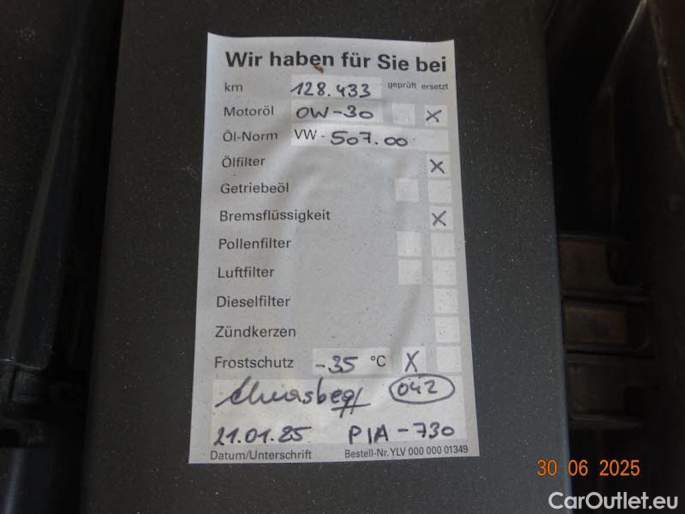 Wir haben für Sie bei
km 128.433 geprüft ersetzt
Motoröl 0W-30 X
Öl-Norm VW - 507.00
Ölfilter X
Getriebeöl
Bremsflüssigkeit X
Pollenfilter
Luftfilter
Dieselfilter
Zündkerzen
Frostschutz -35 °C X
042
21.01.25 PIA-730
Datum/Unterschrift Bestell-Nr. YLV 000 000 01349
30 06 2025
CarOutlet.eu